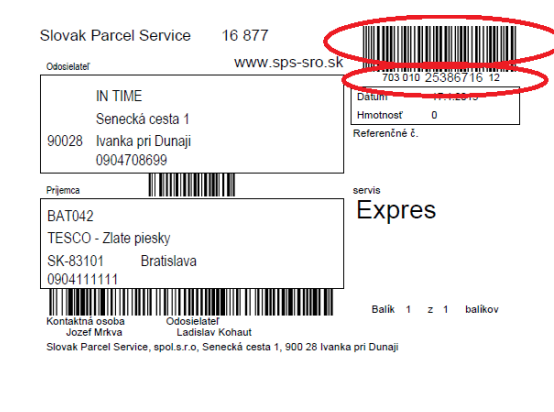 Slovak Parcel Service 16 877
www.sps-sro.sk
703 010 25386716 12
Odosielateľ
IN TIME
Senecká cesta 1
90028 Ivanka pri Dunaji
0904708699
Dátum
Hmotnosť 0
Referenčné č.
Príjemca
BAT042
TESCO - Zlate piesky
SK-83101 Bratislava
0904111111
servis
Expres
Balík 1 z 1 balíkov
Kontaktná osoba Odosielateľ
Jozef Mrkva Ladislav Kohaut
Slovak Parcel Service, spol.s.r.o, Senecká cesta 1, 900 28 Ivanka pri Dunaji